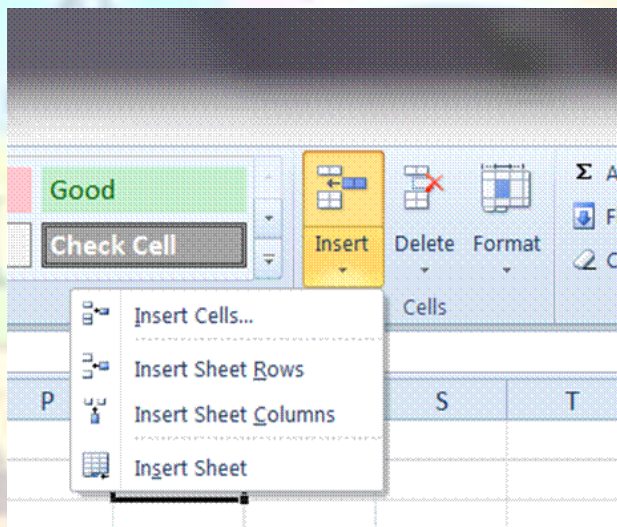 Good
Check Cell
Insert Delete Format
Σ A
F
C
Cells
Insert Cells...
Insert Sheet Rows
Insert Sheet Columns
Insert Sheet
P S T